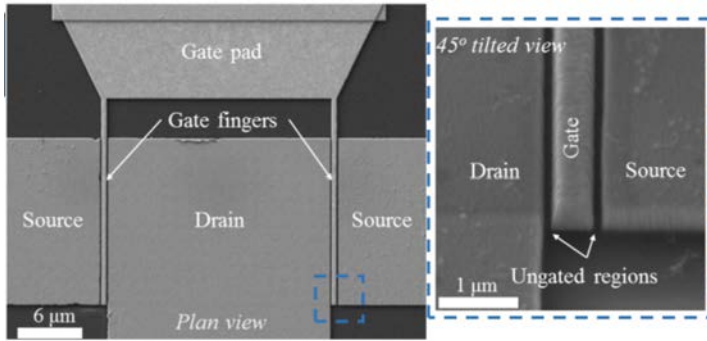 Gate pad
Gate fingers
Source
Drain
Source
6 μm
Plan view
45º tilted view
Gate
Drain
Source
Ungated regions
1 μm